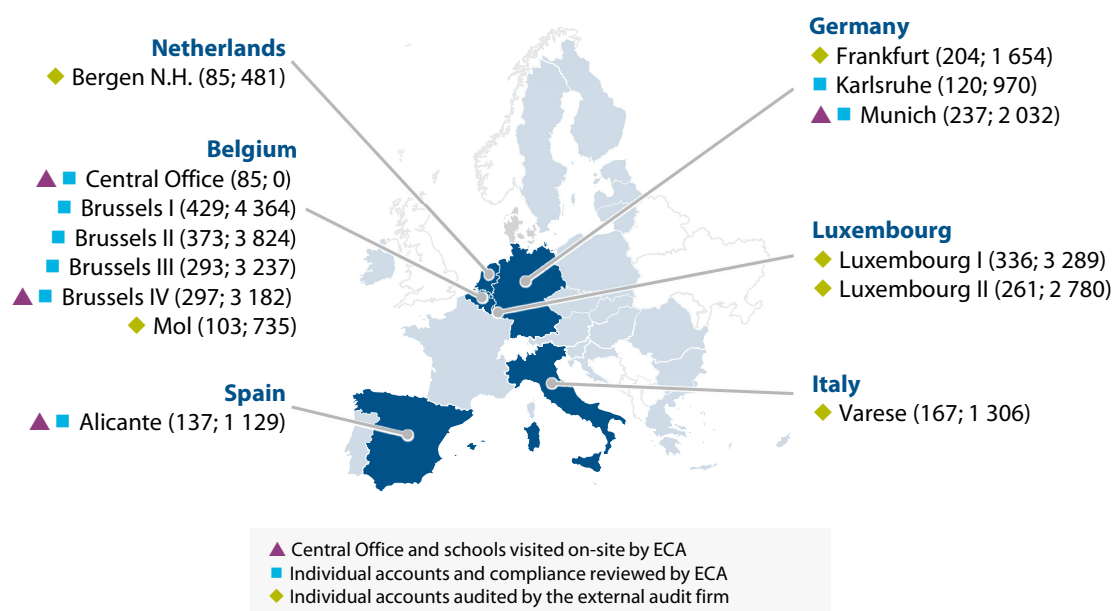 Netherlands
Bergen N.H. (85; 481)
Belgium
Central Office (85; 0)
Brussels I (429; 4 364)
Brussels II (373; 3 824)
Brussels III (293; 3 237)
Brussels IV (297; 3 182)
Mol (103; 735)
Spain
Alicante (137; 1 129)
Germany
Frankfurt (204; 1 654)
Karlsruhe (120; 970)
Munich (237; 2 032)
Luxembourg
Luxembourg I (336; 3 289)
Luxembourg II (261; 2 780)
Italy
Varese (167; 1 306)
Central Office and schools visited on-site by ECA
Individual accounts and compliance reviewed by ECA
Individual accounts audited by the external audit firm